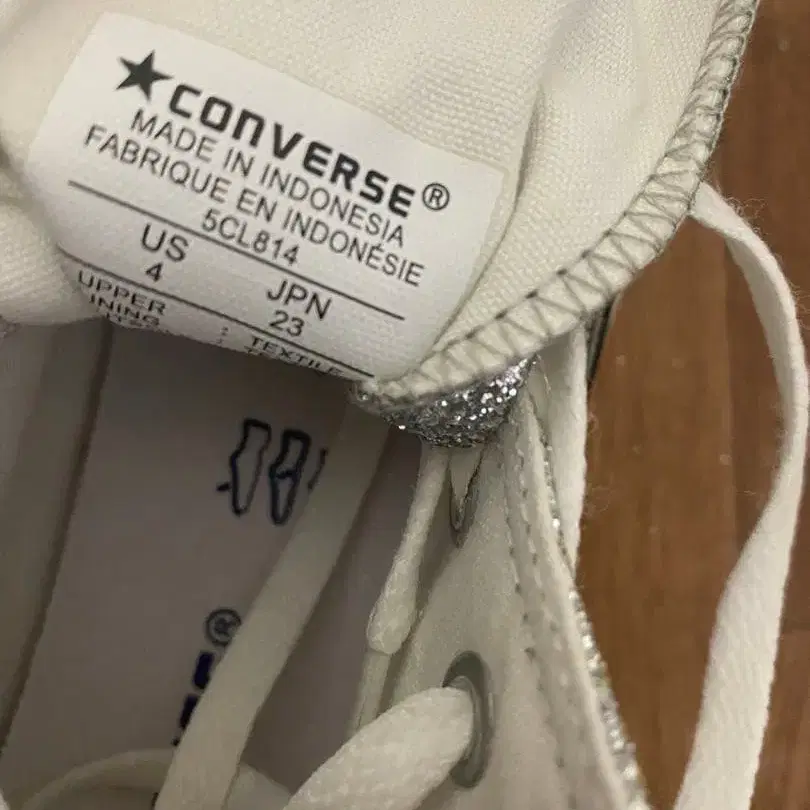 ★CONVERSE®
MADE IN INDONESIA
FABRIQUE EN INDONÉSIE
5CL814
US JPN
4 23
UPPER : TEXTILE
LINING :
®